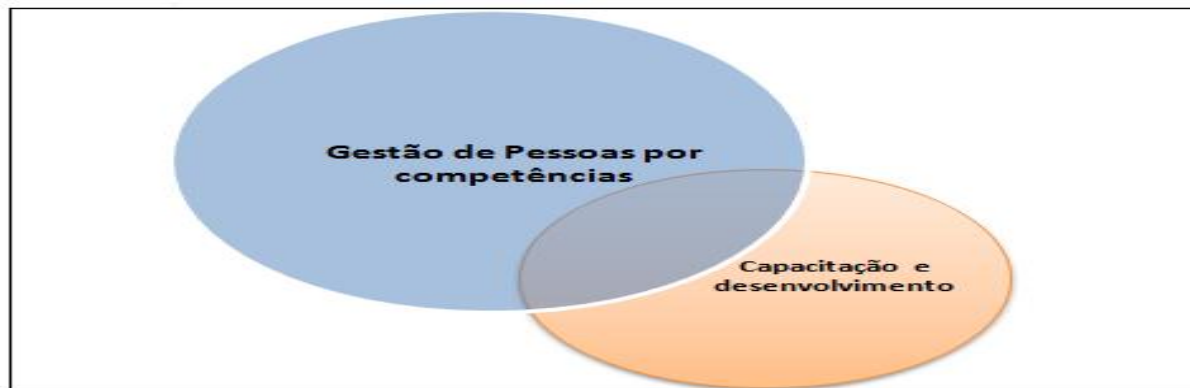 Gestão de Pessoas por
competências
Capacitação e
desenvolvimento